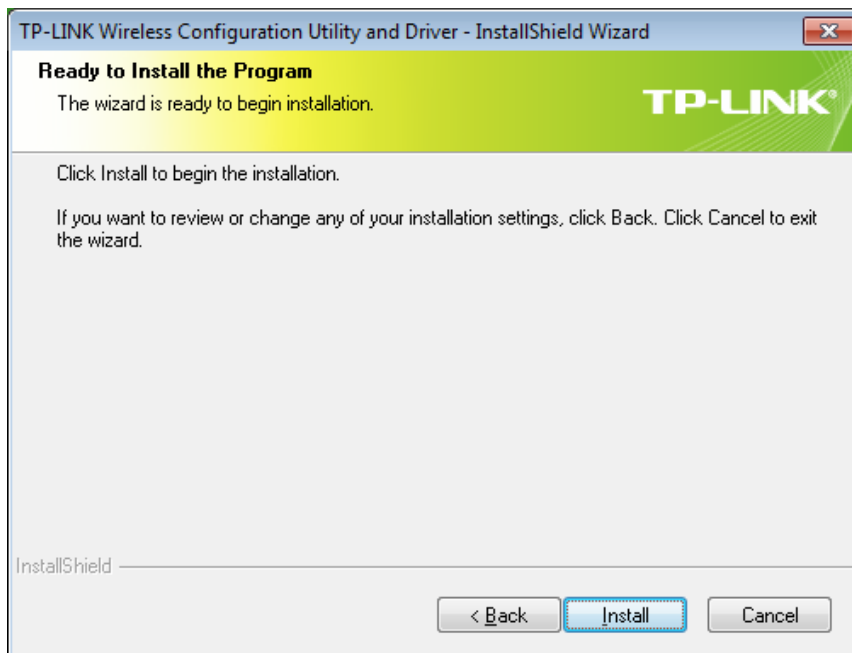 TP-LINK Wireless Configuration Utility and Driver - InstallShield Wizard
Ready to Install the Program
The wizard is ready to begin installation.
TP-LINK®
Click Install to begin the installation.
If you want to review or change any of your installation settings, click Back. Click Cancel to exit
the wizard.
InstallShield
< Back
Install
Cancel